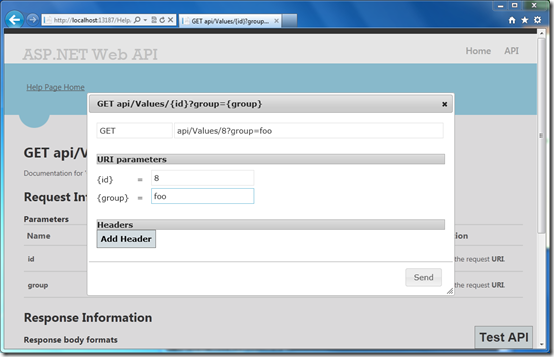 http://localhost:13187/Help
GET api/Values/{id}?group=...
ASP.NET Web API
Home
API
Help Page Home
GET api/Values/{id}?group={group}
GET
api/Values/8?group=foo
URI parameters
{id} = 8
{group} = foo
Headers
Add Header
Send
GET api/V
Documentation for '
Request In
Parameters
Name
tion
id
the request URI.
group
the request URI.
Response Information
Response body formats
Test API